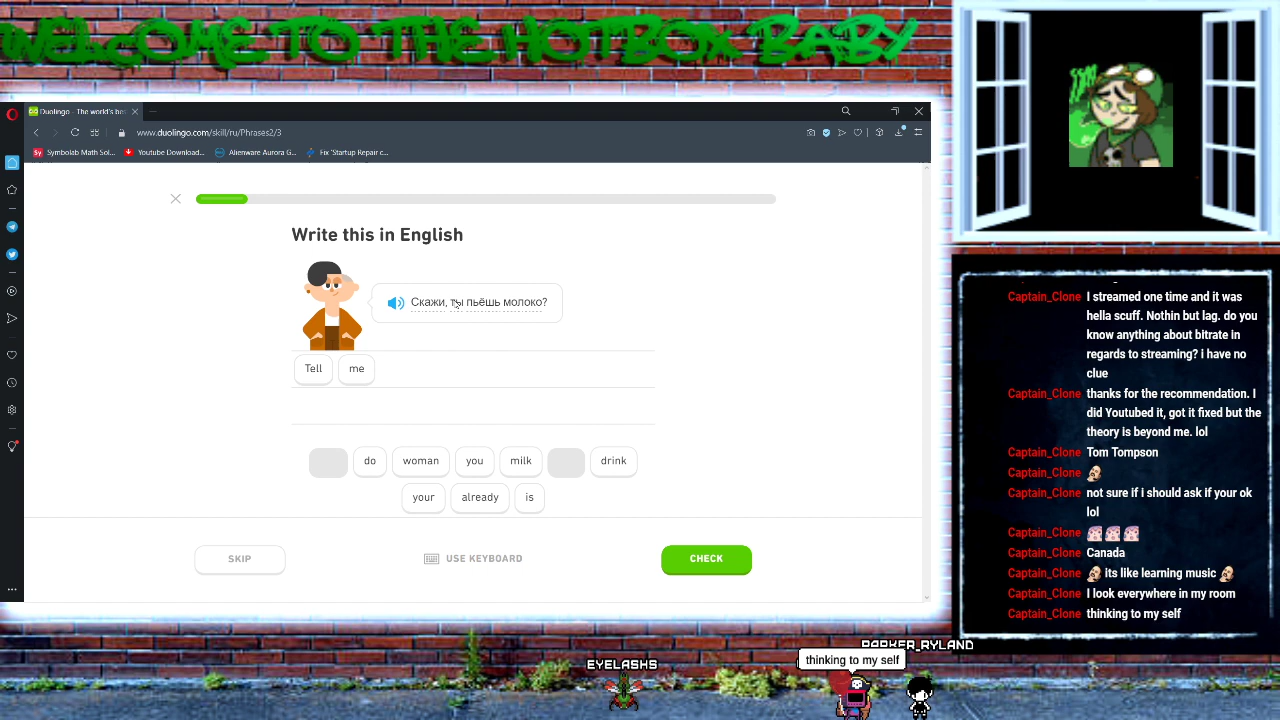 WELCOME TO THE HOTBOX BABY
Duolingo - The world's be
www.duolingo.com/skill/ru/Phrases2/3
Sy Symbolab Math Sol...
Youtube Download...
Alienware Aurora G...
Fix 'Startup Repair c...
Write this in English
Скажи, ты пьёшь молоко?
Tell me
do woman you milk drink
your already is
SKIP
USE KEYBOARD
CHECK
Captain_Clone I streamed one time and it was
hella scuff. Nothin but lag. do you
know anything about bitrate in
regards to streaming? i have no
clue
Captain_Clone thanks for the recommendation. I
did Youtubed it, got it fixed but the
theory is beyond me. lol
Captain_Clone Tom Tompson
Captain_Clone
Captain_Clone not sure if i should ask if your ok
lol
Captain_Clone
Captain_Clone Canada
Captain_Clone its like learning music
Captain_Clone I look everywhere in my room
Captain_Clone thinking to my self
PARKER_RYLAND
thinking to my self
EYELASHS